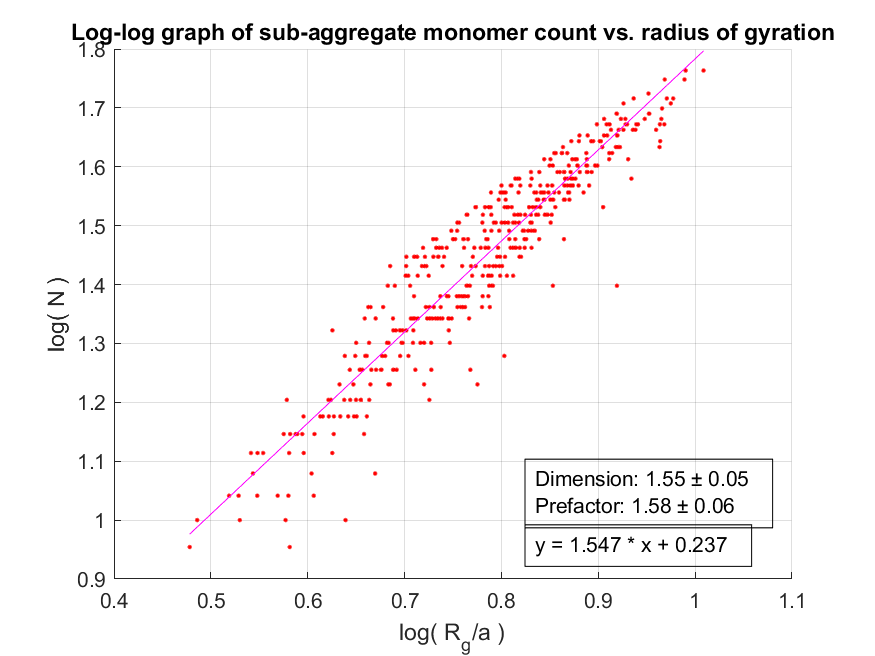 Log-log graph of sub-aggregate monomer count vs. radius of gyration
1.8
1.7
1.6
1.5
1.4
1.3
1.2
1.1
1
0.9
log( N )
Dimension: 1.55 ± 0.05
Prefactor: 1.58 ± 0.06
y = 1.547 * x + 0.237
0.4 0.5 0.6 0.7 0.8 0.9 1 1.1
log( R_g/a )